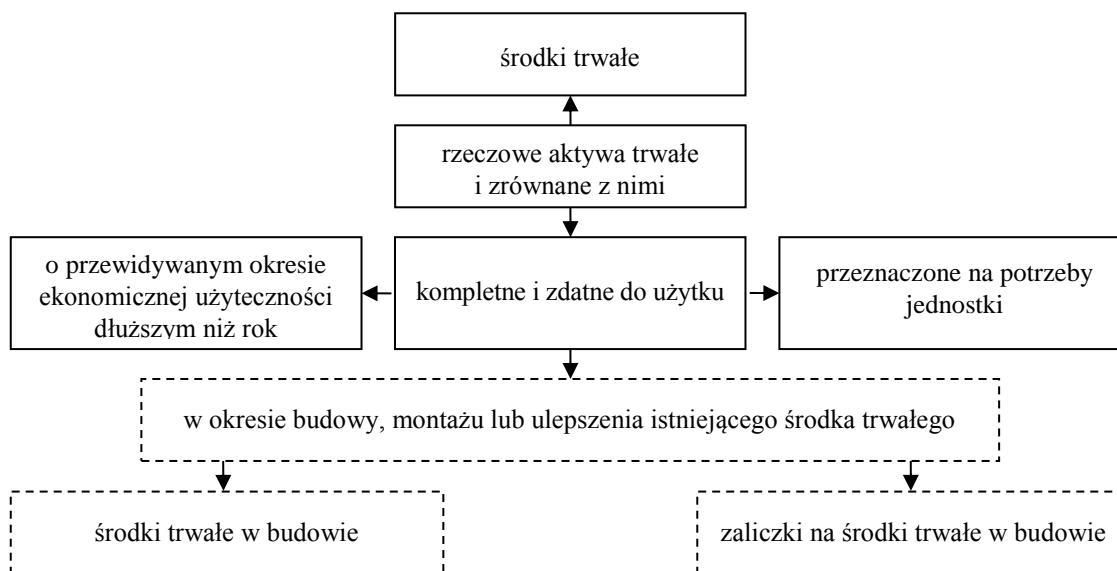 środki trwałe
rzeczowe aktywa trwałe
i zrównane z nimi
o przewidywanym okresie
ekonomicznej użyteczności
dłuższym niż rok
kompletne i zdatne do użytku
przeznaczone na potrzeby
jednostki
w okresie budowy, montażu lub ulepszenia istniejącego środka trwałego
środki trwałe w budowie
zaliczki na środki trwałe w budowie